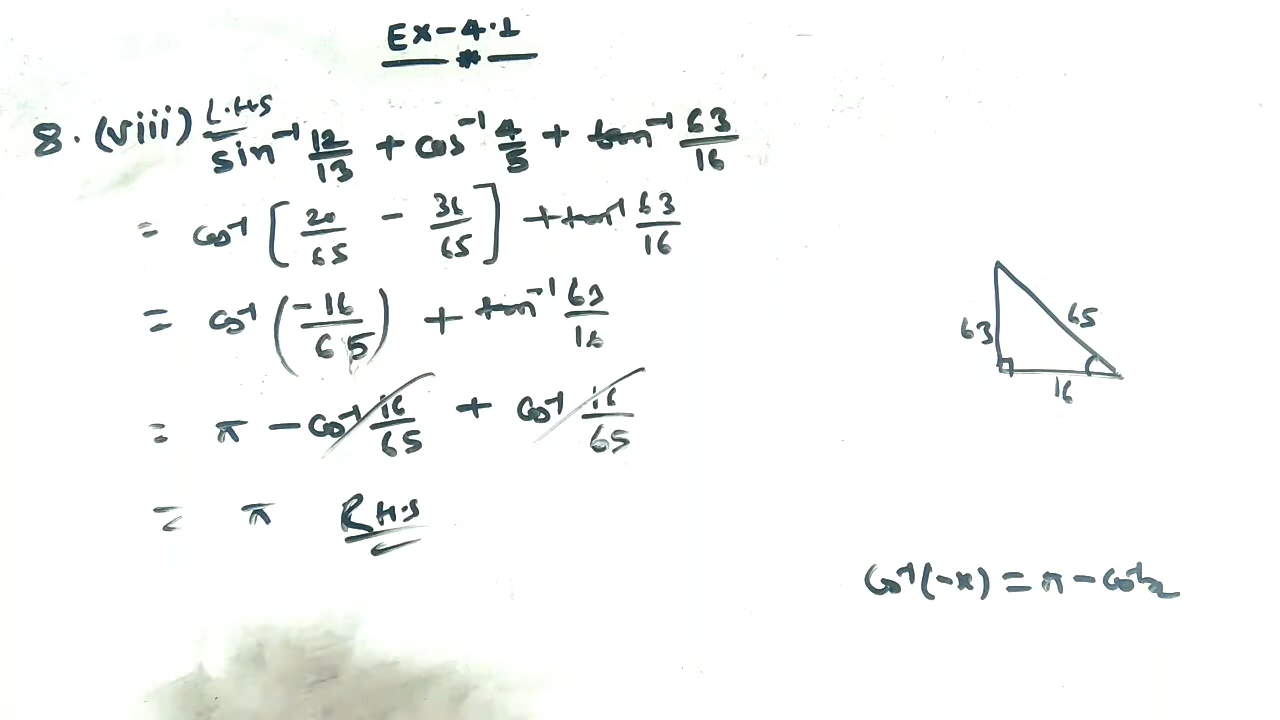 Ex-4.1
*
8. (viii) L.H.S
sin⁻¹ 12/13 + cos⁻¹ 4/5 + tan⁻¹ 63/16
= cos⁻¹ [20/65 - 36/65] + tan⁻¹ 63/16
= cos⁻¹ (-16/65) + tan⁻¹ 63/16
= π - cos⁻¹ 16/65 + cos⁻¹ 16/65
= π R.H.S
63 65
16
cos⁻¹(-x) = π - cos⁻¹x